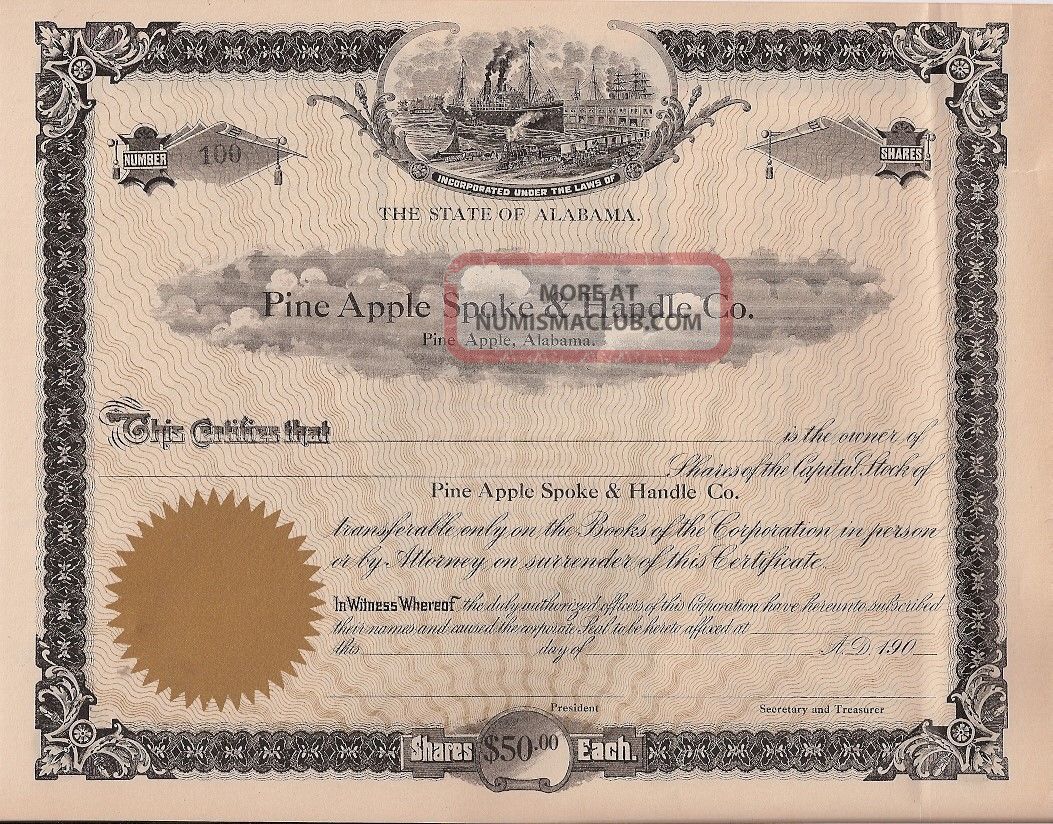 INCORPORATED UNDER THE LAWS OF
NUMBER 100
SHARES
THE STATE OF ALABAMA.
Pine Apple Spoke & Handle Co.
Pine Apple, Alabama.
MORE AT
NUMISMACLUB.COM
This Certifies that is the owner of
Shares of the Capital Stock of
Pine Apple Spoke & Handle Co.
transferable only on the Books of the Corporation in person
or by Attorney on surrender of this Certificate.
In Witness Whereof the duly authorized officers of this Corporation have hereunto subscribed
their names and caused the corporate Seal to be hereto affixed at
this day of A.D. 190
President
Secretary and Treasurer
Shares $50.00 Each.